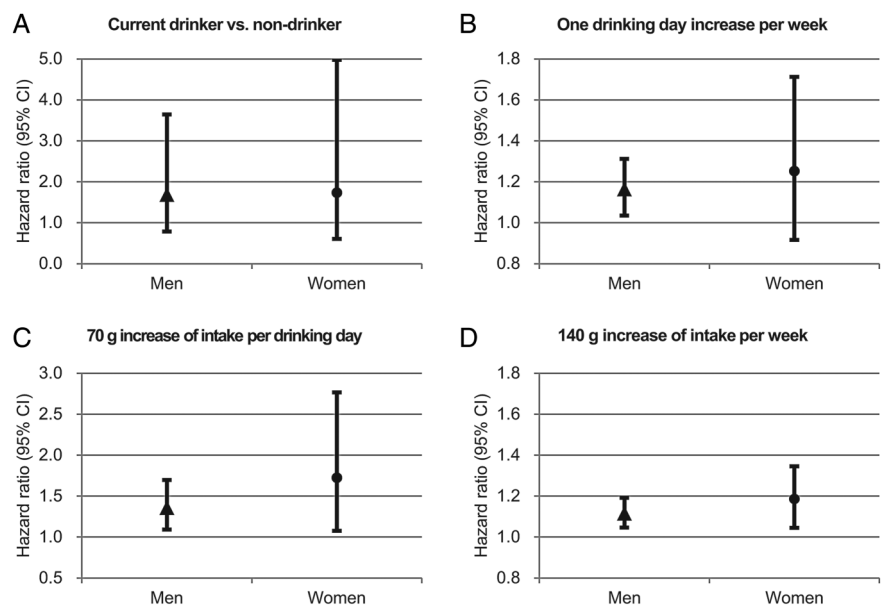 A
Current drinker vs. non-drinker
Hazard ratio (95% CI)
5.0
4.0
3.0
2.0
1.0
0.0
Men
Women
B
One drinking day increase per week
Hazard ratio (95% CI)
1.8
1.6
1.4
1.2
1.0
0.8
Men
Women
C
70 g increase of intake per drinking day
Hazard ratio (95% CI)
3.0
2.5
2.0
1.5
1.0
0.5
Men
Women
D
140 g increase of intake per week
Hazard ratio (95% CI)
1.8
1.6
1.4
1.2
1.0
0.8
Men
Women